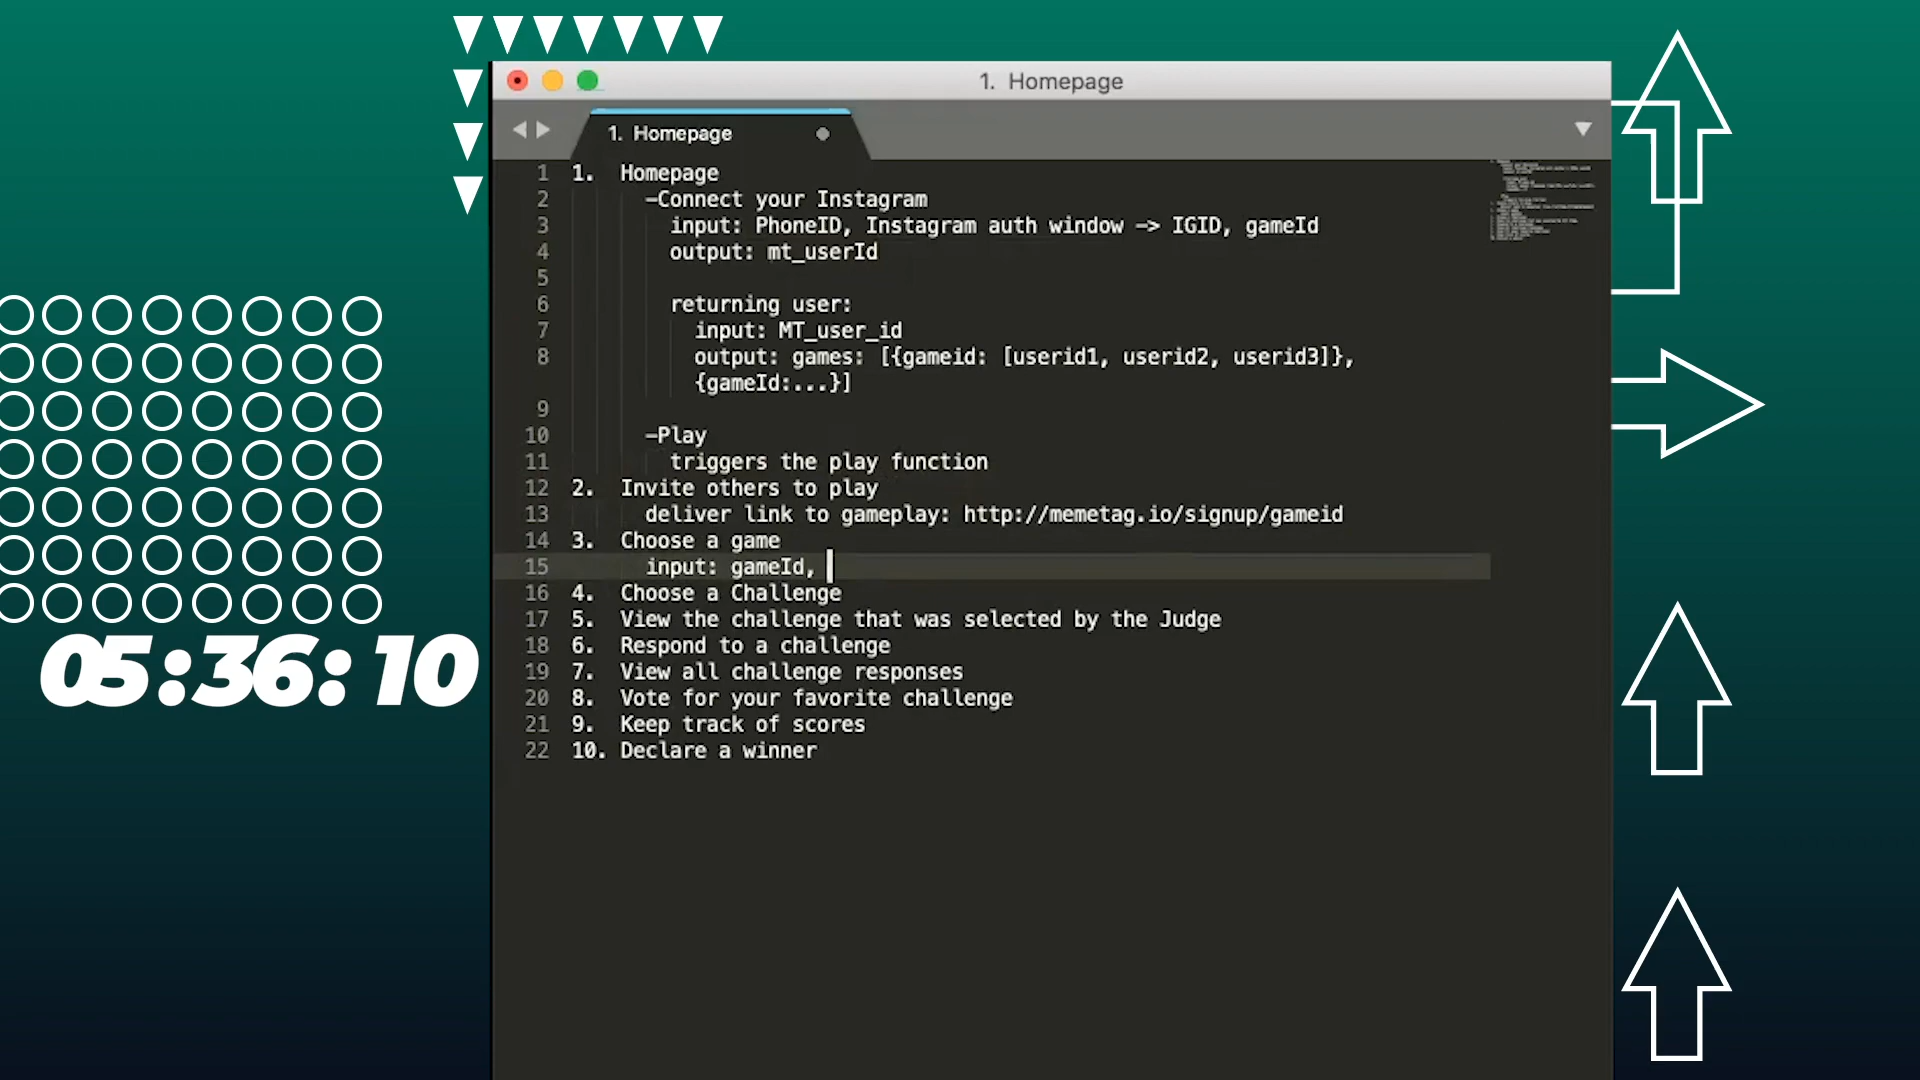 1. Homepage
1. Homepage
1 1. Homepage
2 -Connect your Instagram
3 input: PhoneID, Instagram auth window -> IGID, gameId
4 output: mt_userId
5
6 returning user:
7 input: MT_user_id
8 output: games: [{gameid: [userid1, userid2, userid3]},
{gameId:...}]
9
10 -Play
11 triggers the play function
12 2. Invite others to play
13 deliver link to gameplay: http://memetag.io/signup/gameid
14 3. Choose a game
15 input: gameId,
16 4. Choose a Challenge
17 5. View the challenge that was selected by the Judge
18 6. Respond to a challenge
19 7. View all challenge responses
20 8. Vote for your favorite challenge
21 9. Keep track of scores
22 10. Declare a winner
05:36:10